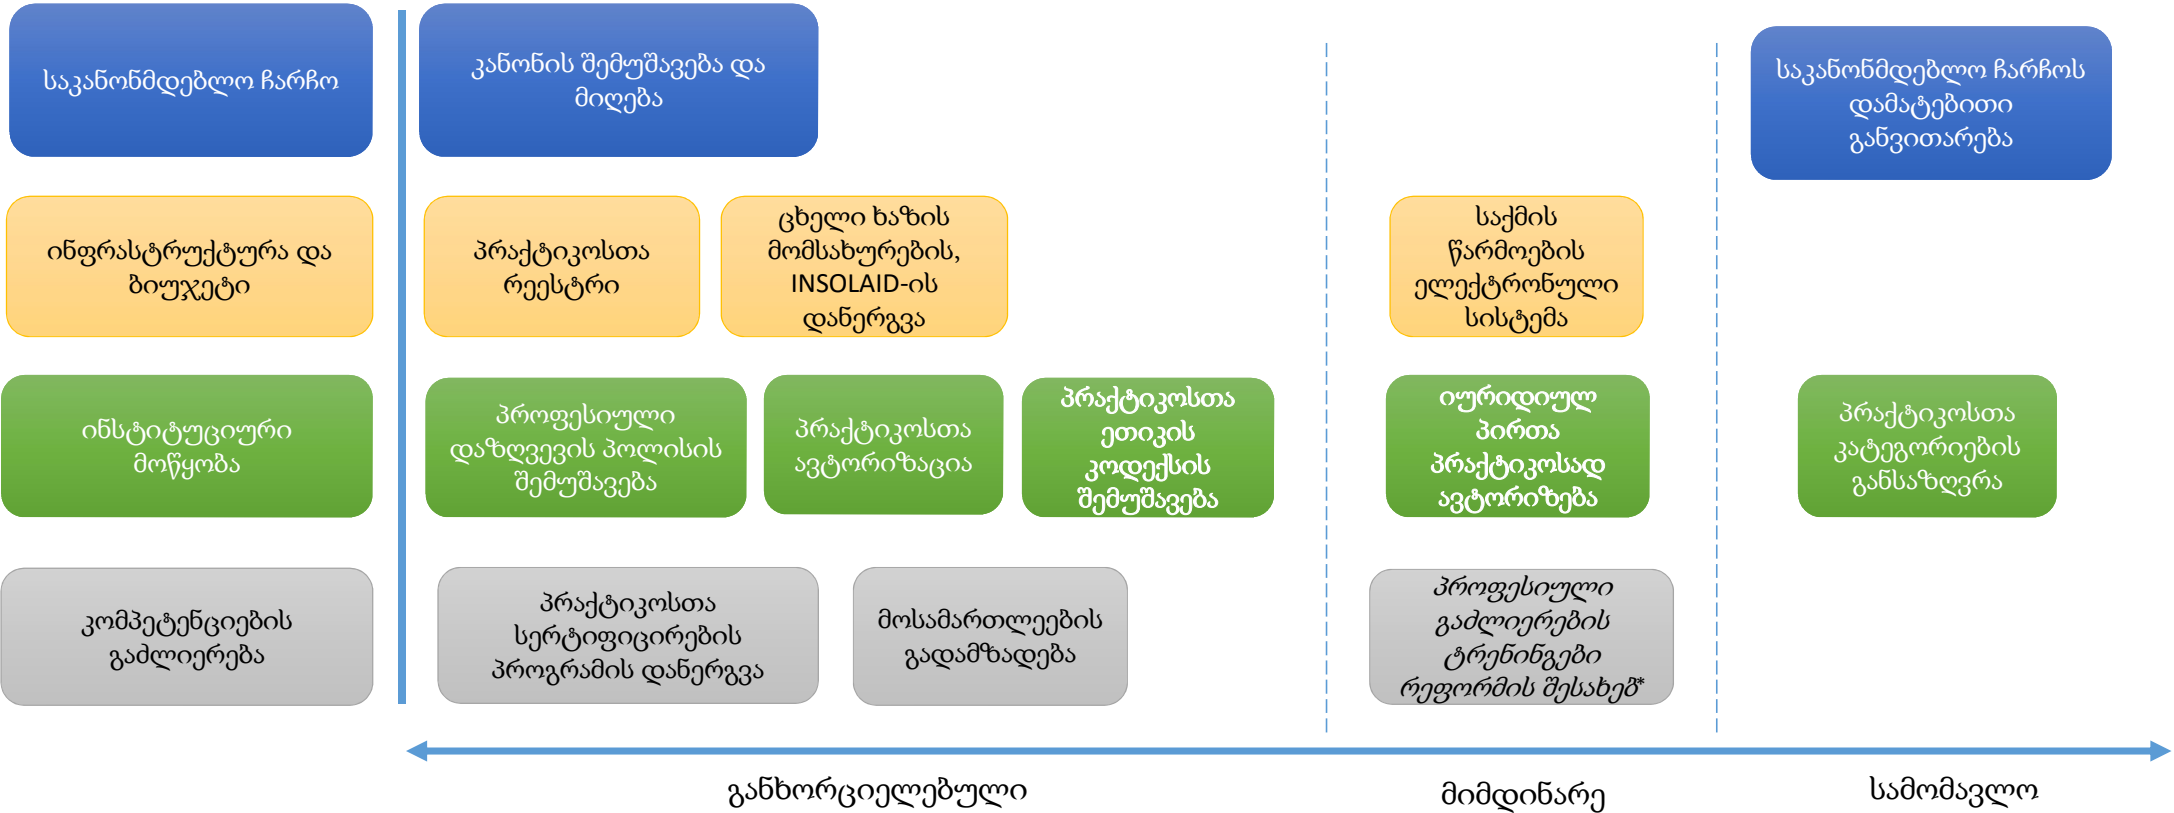 საკანონმდებლო ჩარჩო
კანონის შემუშავება და
მიღება
საკანონმდებლო ჩარჩოს
დამატებითი
განვითარება
ინფრასტრუქტურა და
ბიუჯეტი
პრაქტიკოსთა
რეესტრი
ცხელი ხაზის
მომსახურების,
INSOLAID-ის
დანერგვა
საქმის
წარმოების
ელექტრონული
სისტემა
ინსტიტუციური
მოწყობა
პროფესიული
დაზღვევის პოლისის
შემუშავება
პრაქტიკოსთა
ავტორიზაცია
პრაქტიკოსთა
ეთიკის
კოდექსის
შემუშავება
იურიდიულ
პირთა
პრაქტიკოსად
ავტორიზება
პრაქტიკოსთა
კატეგორიების
განსაზღვრა
კომპეტენციების
გაძლიერება
პრაქტიკოსთა
სერტიფიცირების
პროგრამის დანერგვა
მოსამართლეების
გადამზადება
პროფესიული
გაძლიერების
ტრენინგები
რეფორმის შესახებ*
განხორციელებული
მიმდინარე
სამომავლო